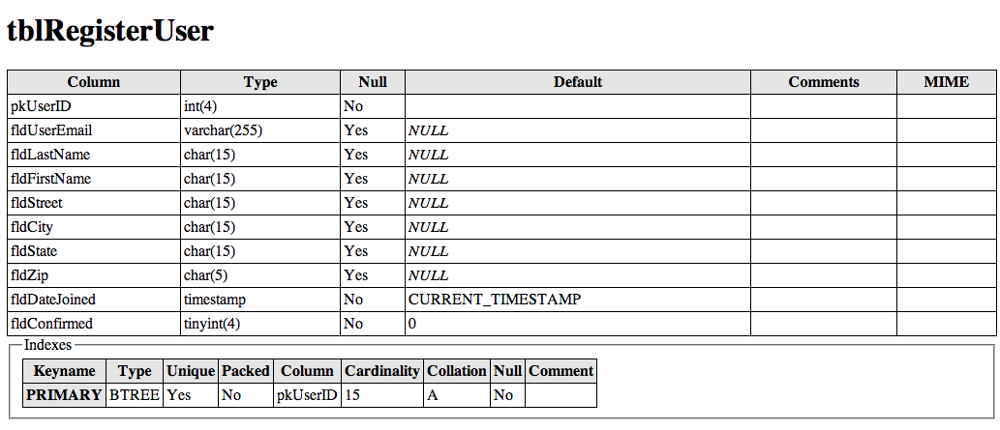 tblRegisterUser
Column Type Null Default Comments MIME
pkUserID int(4) No
fldUserEmail varchar(255) Yes NULL
fldLastName char(15) Yes NULL
fldFirstName char(15) Yes NULL
fldStreet char(15) Yes NULL
fldCity char(15) Yes NULL
fldState char(15) Yes NULL
fldZip char(5) Yes NULL
fldDateJoined timestamp No CURRENT_TIMESTAMP
fldConfirmed tinyint(4) No 0
Indexes
Keyname Type Unique Packed Column Cardinality Collation Null Comment
PRIMARY BTREE Yes No pkUserID 15 A No